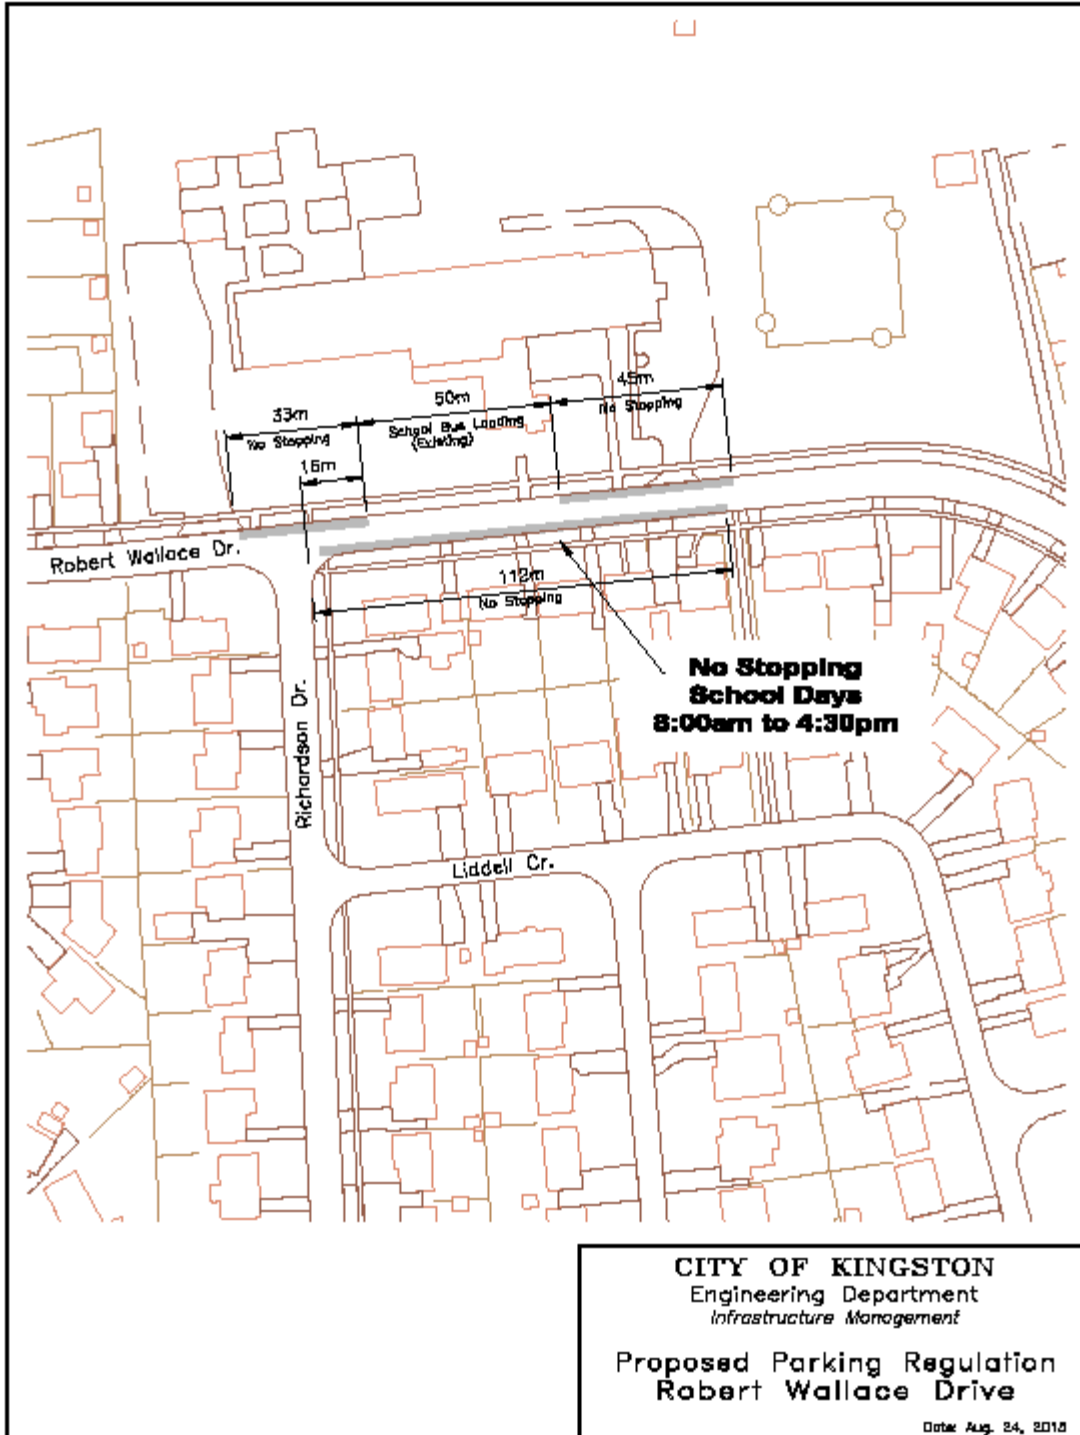 33m
No Stopping
50m
School Bus Loading
(Existing)
45m
No Stopping
16m
Robert Wallace Dr.
112m
No Stopping
No Stopping
School Days
8:00am to 4:30pm
Richardson Dr.
Liddell Cr.
CITY OF KINGSTON
Engineering Department
Infrastructure Management
Proposed Parking Regulation
Robert Wallace Drive
Date: Aug. 24,